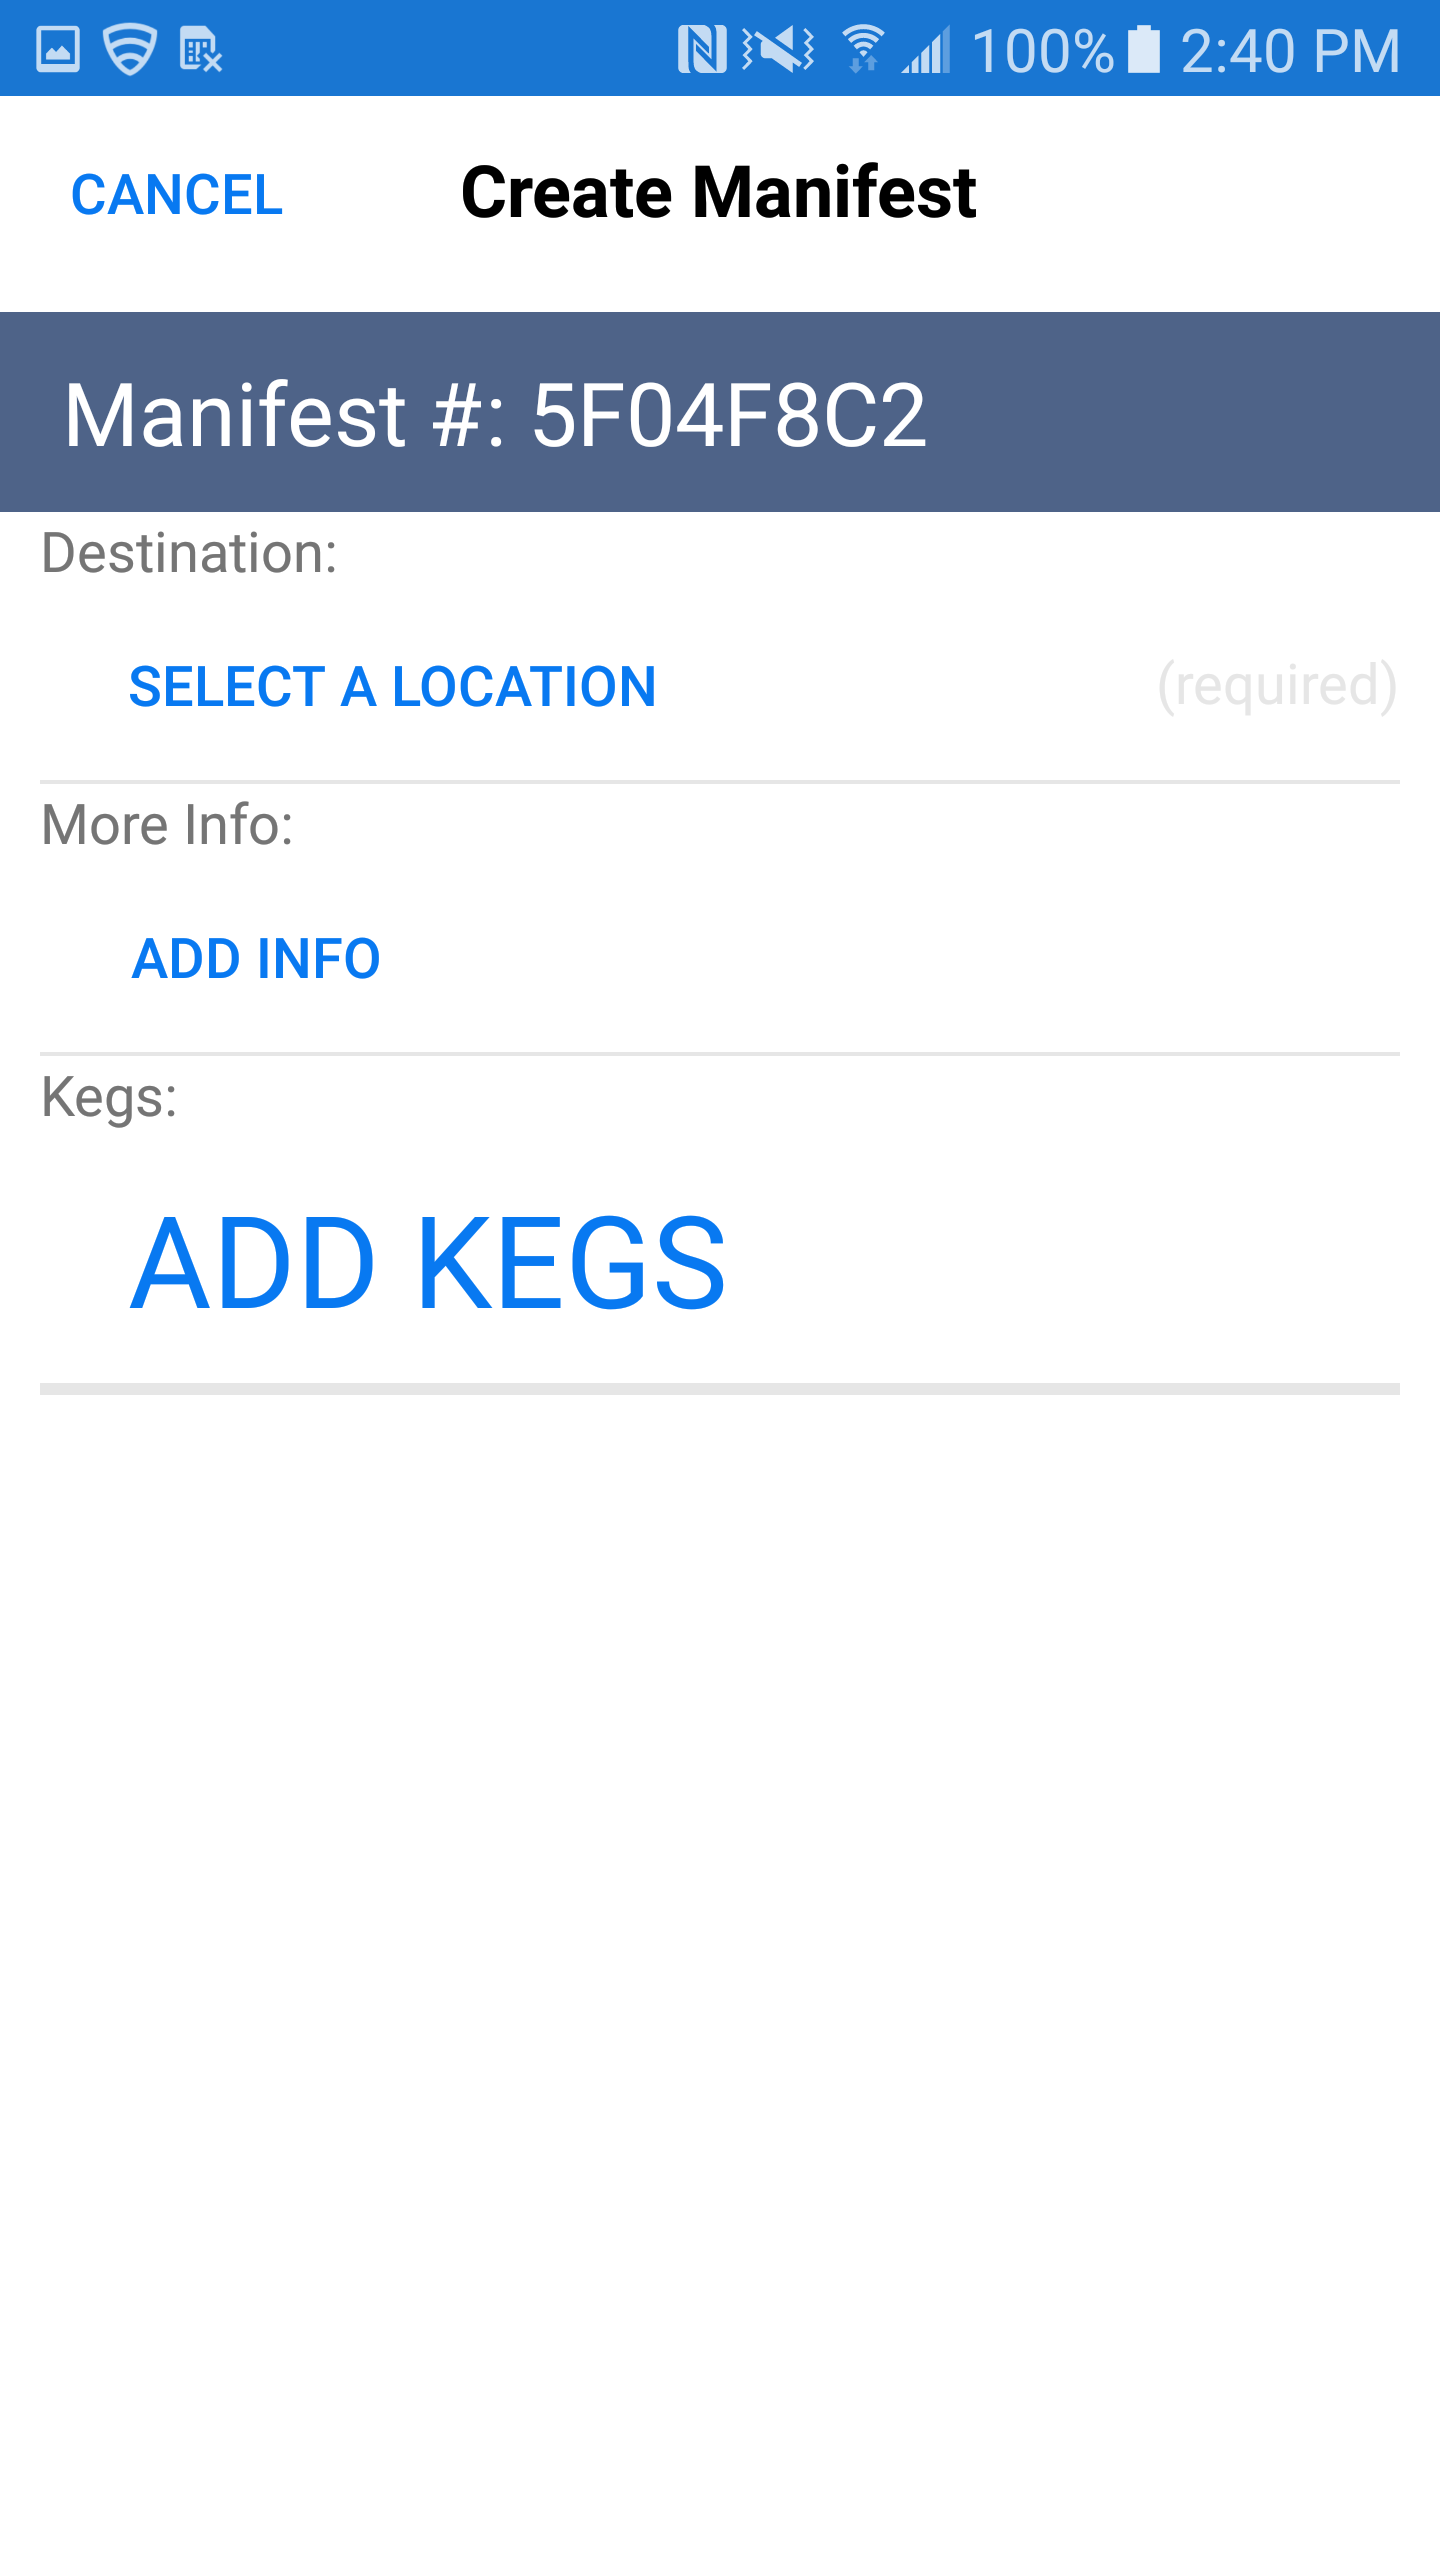 100% 2:40 PM
CANCEL Create Manifest
Manifest #: 5F04F8C2
Destination:
SELECT A LOCATION (required)
More Info:
ADD INFO
Kegs:
ADD KEGS